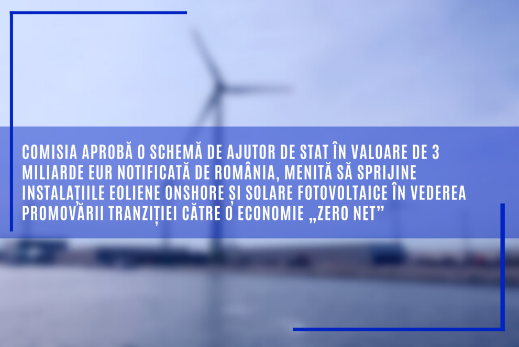 COMISIA APROBĂ O SCHEMĂ DE AJUTOR DE STAT ÎN VALOARE DE 3
MILIARDE EUR NOTIFICATĂ DE ROMÂNIA, MENITĂ SĂ SPRIJINE
INSTALAȚIILE EOLIENE ONSHORE ȘI SOLARE FOTOVOLTAICE ÎN VEDEREA
PROMOVĂRII TRANZIȚIEI CĂTRE O ECONOMIE „ZERO NET”